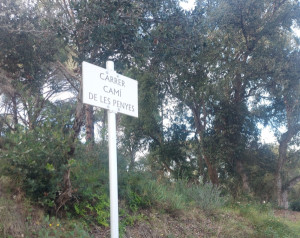 CARRER
CAMÍ
DE LES PENYES